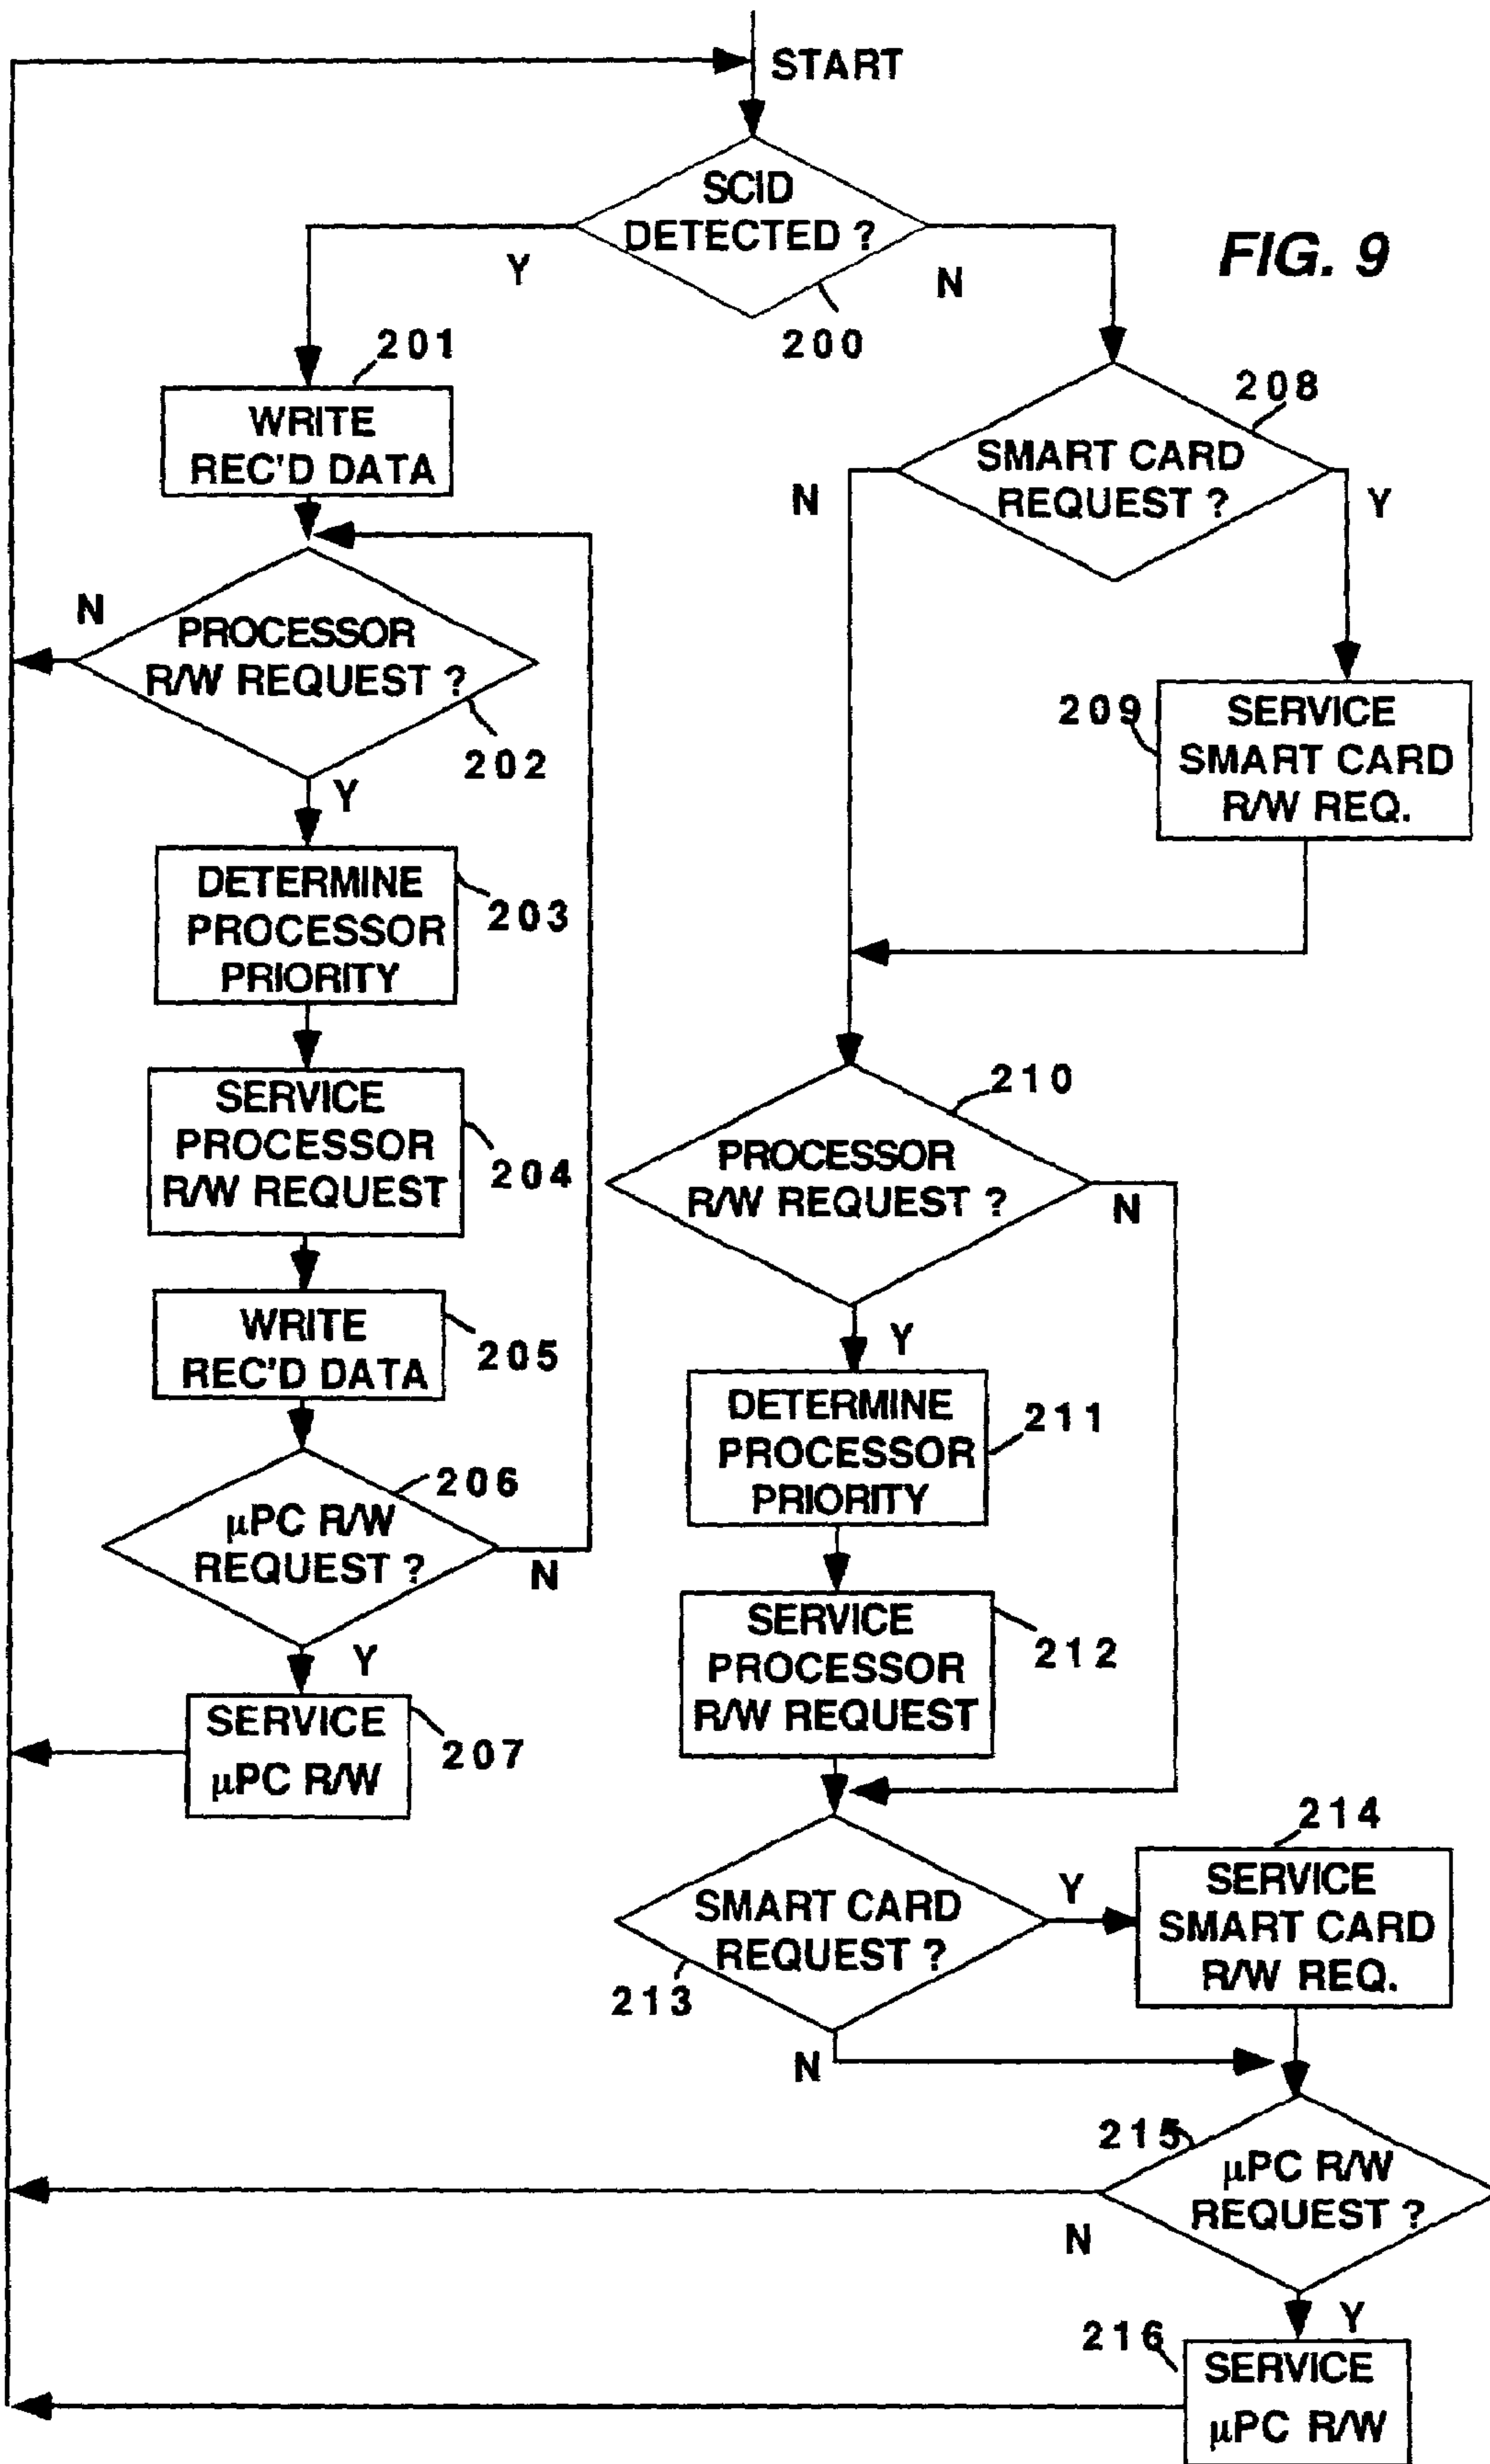 START
SCID
DETECTED ?
FIG. 9
Y
N
200
201
WRITE
REC'D DATA
208
SMART CARD
REQUEST ?
N
Y
N
PROCESSOR
R/W REQUEST ?
202
Y
209
SERVICE
SMART CARD
R/W REQ.
DETERMINE
PROCESSOR
PRIORITY
203
SERVICE
PROCESSOR
R/W REQUEST
204
210
PROCESSOR
R/W REQUEST ?
N
Y
WRITE
REC'D DATA
205
DETERMINE
PROCESSOR
PRIORITY
211
206
µPC R/W
REQUEST ?
N
Y
SERVICE
PROCESSOR
R/W REQUEST
212
SERVICE
µPC R/W
207
214
SERVICE
SMART CARD
R/W REQ.
SMART CARD
REQUEST ?
Y
213
N
215
µPC R/W
REQUEST ?
N
Y
216
SERVICE
µPC R/W